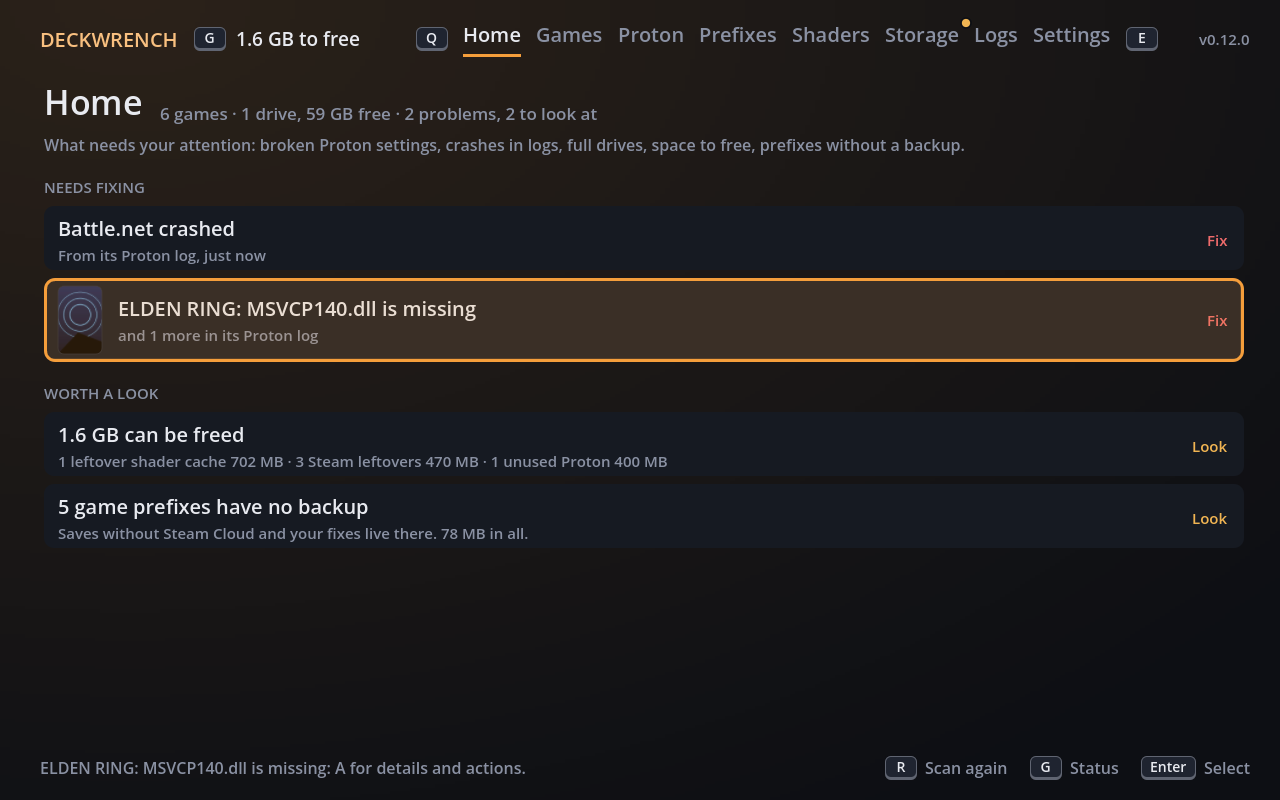 DECKWRENCH G 1.6 GB to free Q Home Games Proton Prefixes Shaders Storage Logs Settings E v0.12.0
Home 6 games · 1 drive, 59 GB free · 2 problems, 2 to look at
What needs your attention: broken Proton settings, crashes in logs, full drives, space to free, prefixes without a backup.
NEEDS FIXING
Battle.net crashed
From its Proton log, just now
Fix
ELDEN RING: MSVCP140.dll is missing
and 1 more in its Proton log
Fix
WORTH A LOOK
1.6 GB can be freed
1 leftover shader cache 702 MB · 3 Steam leftovers 470 MB · 1 unused Proton 400 MB
Look
5 game prefixes have no backup
Saves without Steam Cloud and your fixes live there. 78 MB in all.
Look
ELDEN RING: MSVCP140.dll is missing: A for details and actions. R Scan again G Status Enter Select